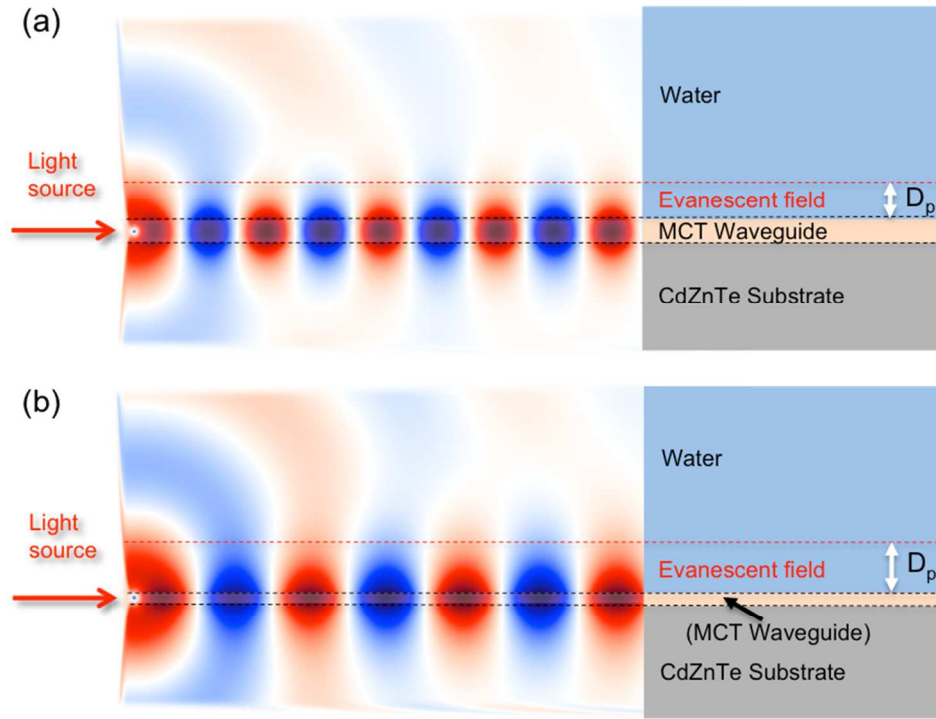 (a)
Water
Light
source
Evanescent field
Dp
MCT Waveguide
CdZnTe Substrate
(b)
Water
Light
source
Evanescent field
Dp
(MCT Waveguide)
CdZnTe Substrate